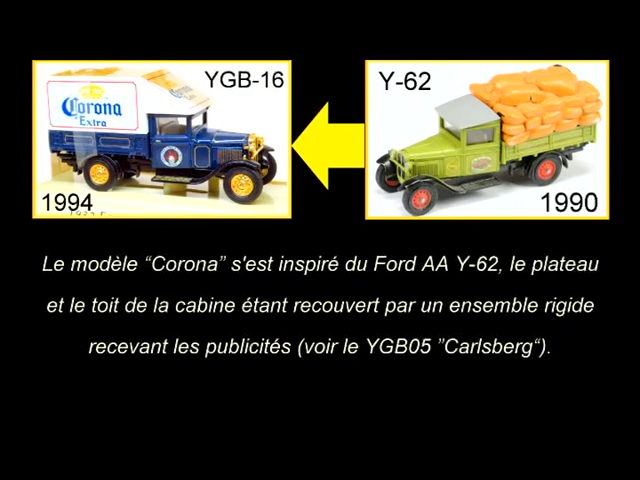 YGB-16
Corona
Extra
1994
Y-62
1990
Le modèle “Corona” s'est inspiré du Ford AA Y-62, le plateau
et le toit de la cabine étant recouvert par un ensemble rigide
recevant les publicités (voir le YGB05 ”Carlsberg“).